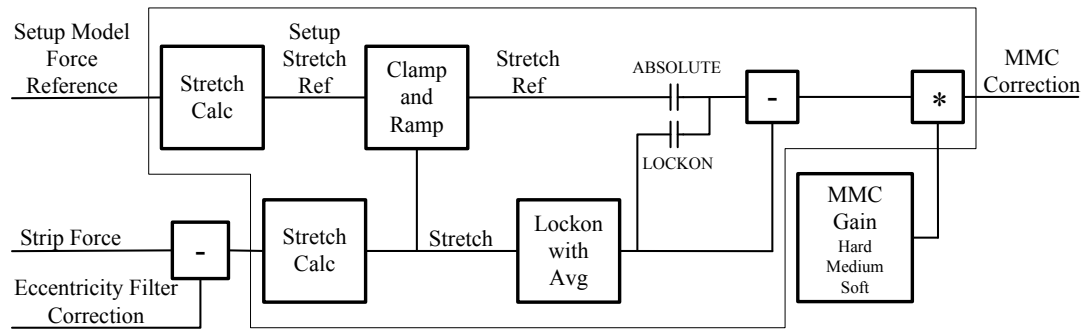 Setup Model
Force
Reference
Stretch
Calc
Setup
Stretch
Ref
Clamp
and
Ramp
Stretch
Ref
ABSOLUTE
LOCKON
-
*
MMC
Correction
Strip Force
-
Eccentricity Filter
Correction
Stretch
Calc
Stretch
Lockon
with
Avg
MMC
Gain
Hard
Medium
Soft